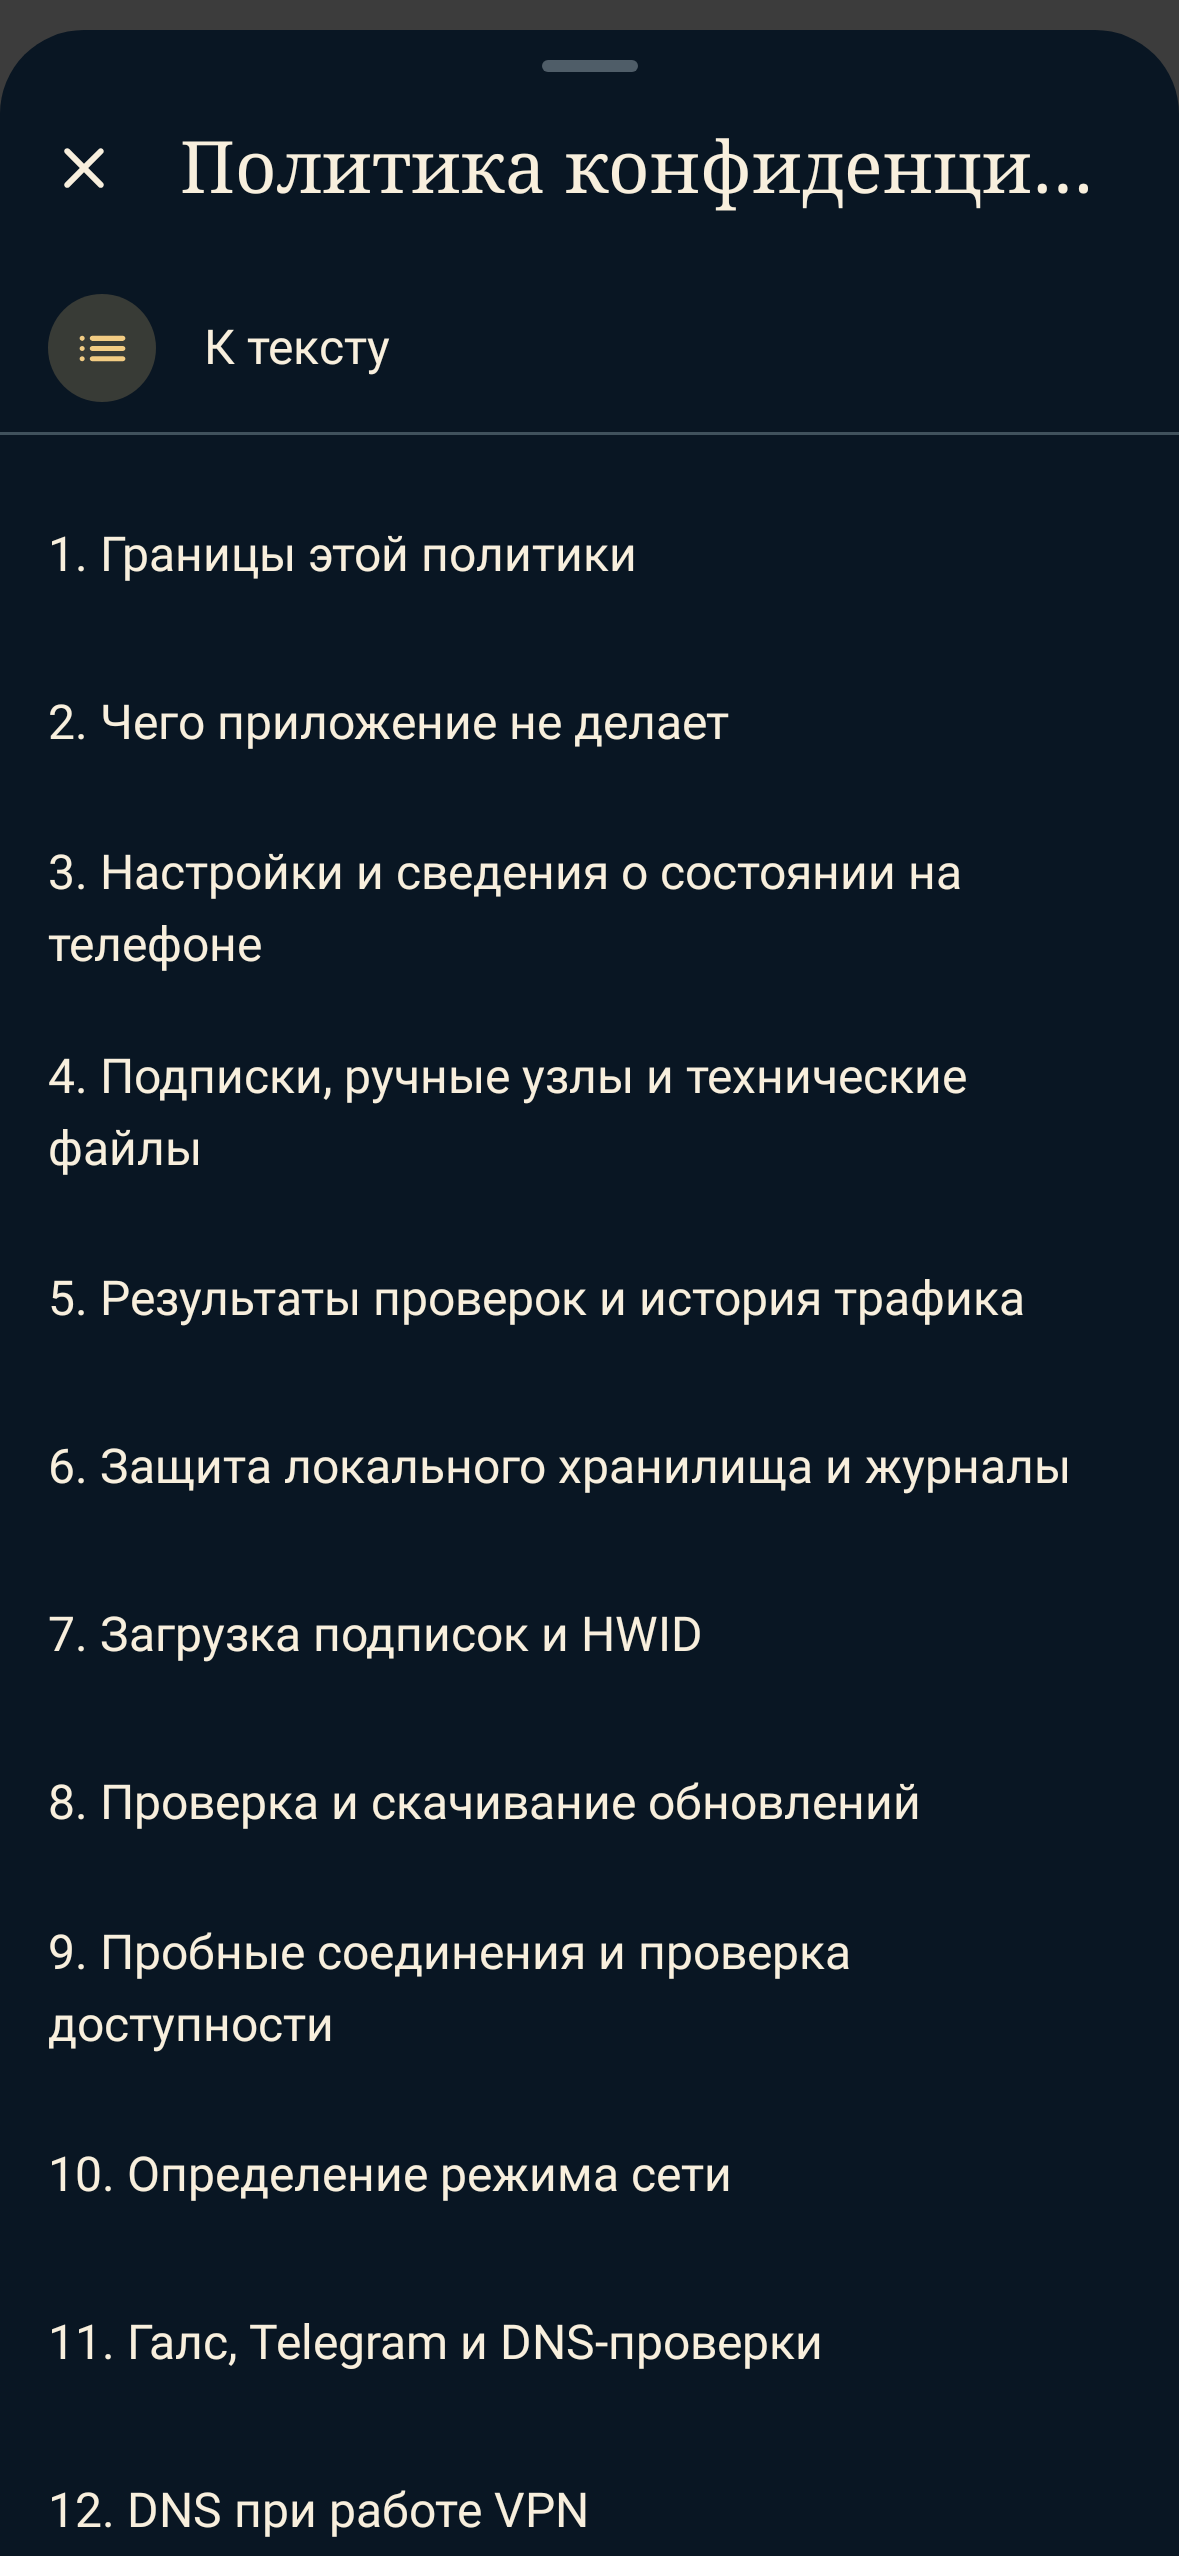 Политика конфиденци...
К тексту
1. Границы этой политики
2. Чего приложение не делает
3. Настройки и сведения о состоянии на
телефоне
4. Подписки, ручные узлы и технические
файлы
5. Результаты проверок и история трафика
6. Защита локального хранилища и журналы
7. Загрузка подписок и HWID
8. Проверка и скачивание обновлений
9. Пробные соединения и проверка
доступности
10. Определение режима сети
11. Галс, Telegram и DNS-проверки
12. DNS при работе VPN